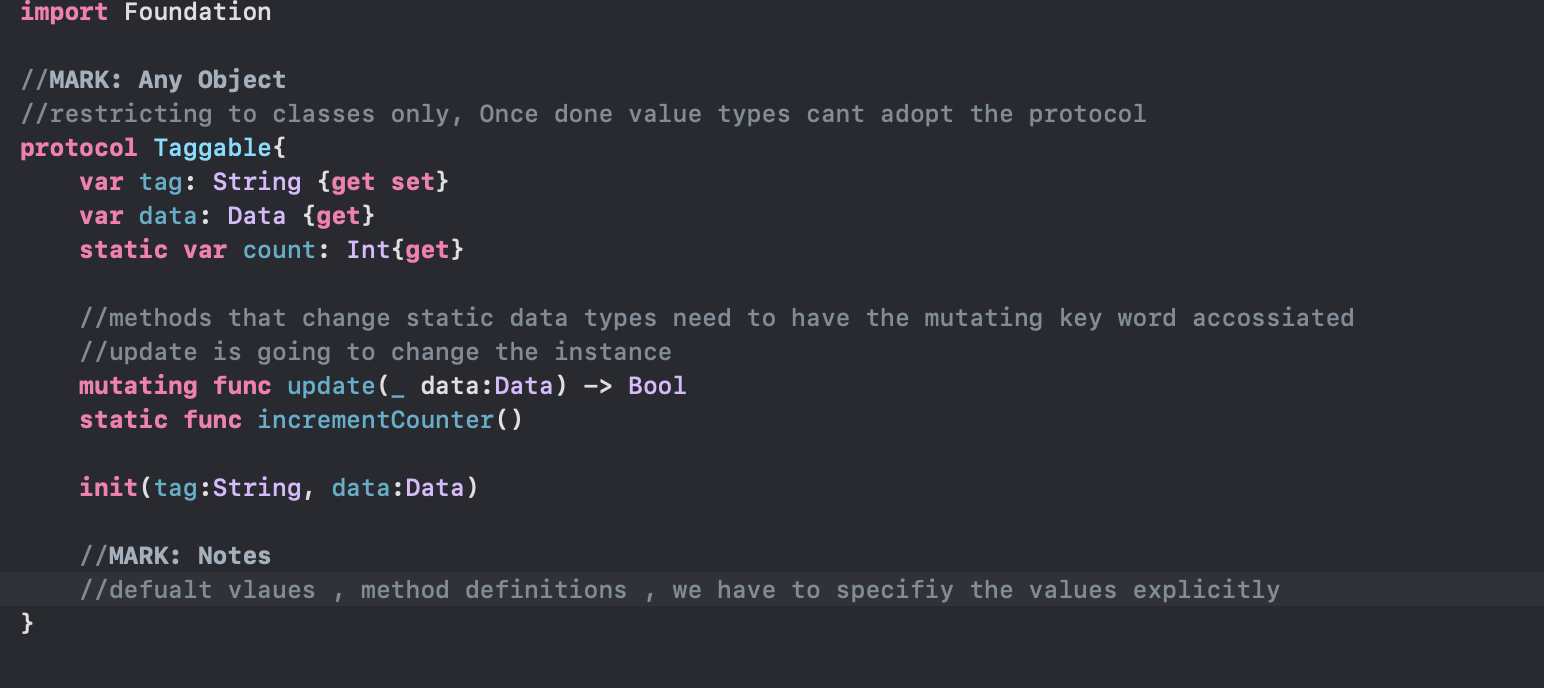 import Foundation
//MARK: Any Object
//restricting to classes only, Once done value types cant adopt the protocol
protocol Taggable{
var tag: String {get set}
var data: Data {get}
static var count: Int{get}
//methods that change static data types need to have the mutating key word accossiated
//update is going to change the instance
mutating func update(_ data:Data) -> Bool
static func incrementCounter()
init(tag:String, data:Data)
//MARK: Notes
//defualt vlaues , method definitions , we have to specifiy the values explicitly
}